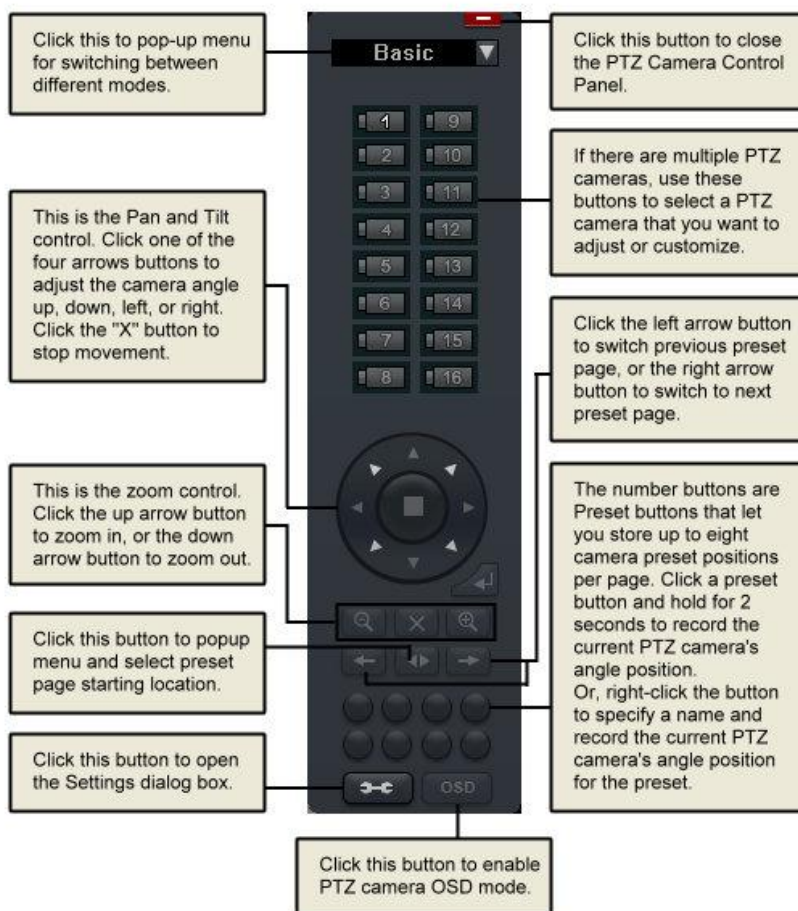 Click this to pop-up menu
for switching between
different modes.
Basic
Click this button to close
the PTZ Camera Control
Panel.
1
9
2
10
3
11
4
12
5
13
6
14
7
15
8
16
If there are multiple PTZ
cameras, use these
buttons to select a PTZ
camera that you want to
adjust or customize.
This is the Pan and Tilt
control. Click one of the
four arrows buttons to
adjust the camera angle
up, down, left, or right.
Click the "X" button to
stop movement.
Click the left arrow button
to switch previous preset
page, or the right arrow
button to switch to next
preset page.
This is the zoom control.
Click the up arrow button
to zoom in, or the down
arrow button to zoom out.
The number buttons are
Preset buttons that let
you store up to eight
camera preset positions
per page. Click a preset
button and hold for 2
seconds to record the
current PTZ camera's
angle position.
Or, right-click the button
to specify a name and
record the current PTZ
camera's angle position
for the preset.
Click this button to popup
menu and select preset
page starting location.
Click this button to open
the Settings dialog box.
OSD
Click this button to enable
PTZ camera OSD mode.